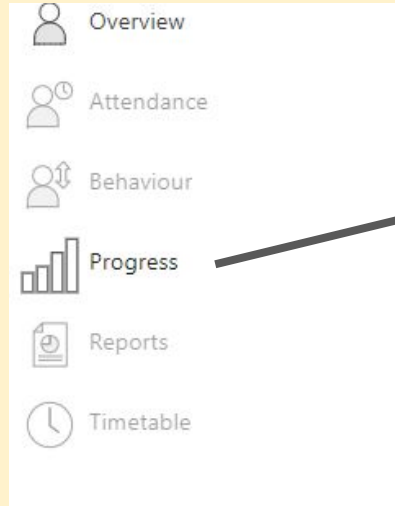 Overview
Attendance
Behaviour
Progress
Reports
Timetable